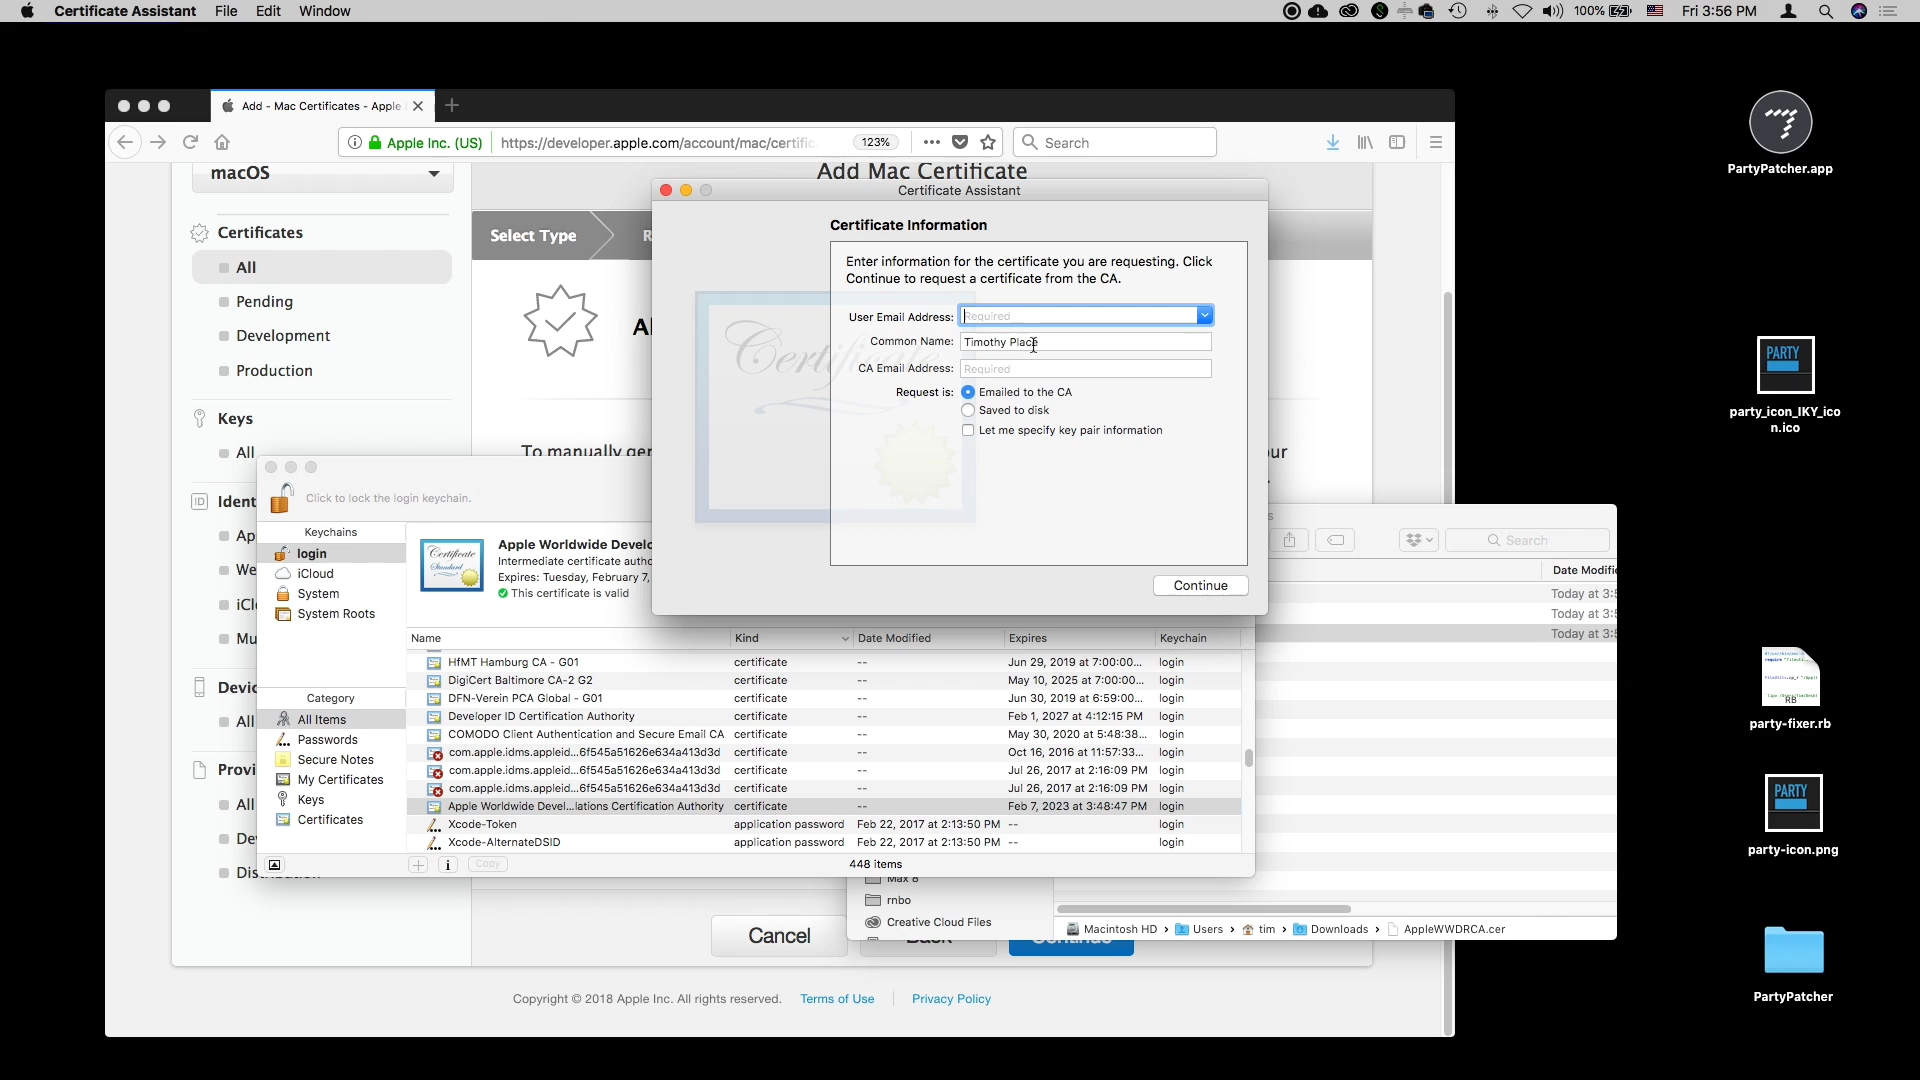 Certificate Assistant File Edit Window
100% Fri 3:56 PM
Add - Mac Certificates - Apple
Apple Inc. (US) https://developer.apple.com/account/mac/certific 123% Search
macOS
Certificates
All
Pending
Development
Production
Keys
All
Add Mac Certificate
Select Type
To manually
Certificate Assistant
Certificate Information
Enter information for the certificate you are requesting. Click
Continue to request a certificate from the CA.
User Email Address: Required
Common Name: Timothy Place
CA Email Address: Required
Request is: Emailed to the CA
Saved to disk
Let me specify key pair information
Continue
Click to lock the login keychain.
Keychains
login
iCloud
System
System Roots
Category
All Items
Passwords
Secure Notes
My Certificates
Keys
Certificates
Certificate
Standard
Apple Worldwide Develo
Intermediate certificate autho
Expires: Tuesday, February 7,
This certificate is valid
Name Kind Date Modified Expires Keychain
HfMT Hamburg CA - G01 certificate -- Jun 29, 2019 at 7:00:00... login
DigiCert Baltimore CA-2 G2 certificate -- May 10, 2025 at 7:00:00... login
DFN-Verein PCA Global - G01 certificate -- Jun 30, 2019 at 6:59:00... login
Developer ID Certification Authority certificate -- Feb 1, 2027 at 4:12:15 PM login
COMODO Client Authentication and Secure Email CA certificate -- May 30, 2020 at 5:48:38... login
com.apple.idms.appleid...6f545a51626e634a413d3d certificate -- Oct 16, 2016 at 11:57:33... login
com.apple.idms.appleid...6f545a51626e634a413d3d certificate -- Jul 26, 2017 at 2:16:09 PM login
com.apple.idms.appleid...6f545a51626e634a413d3d certificate -- Jul 26, 2017 at 2:16:09 PM login
Apple Worldwide Devel...lations Certification Authority certificate -- Feb 7, 2023 at 3:48:47 PM login
Xcode-Token application password Feb 22, 2017 at 2:13:50 PM -- login
Xcode-AlternateDSID application password Feb 22, 2017 at 2:13:50 PM -- login
Copy
448 items
Search
Date Modifie
Today at 3:5
Today at 3:5
Today at 3:5
Max 8
rnbo
Creative Cloud Files
Macintosh HD › Users › tim › Downloads › AppleWWDRCA.cer
Cancel
Back
Continue
Copyright © 2018 Apple Inc. All rights reserved. Terms of Use Privacy Policy
PartyPatcher.app
PARTY
party_icon_IKY_ico
n.ico
RB
party-fixer.rb
PARTY
party-icon.png
PartyPatcher